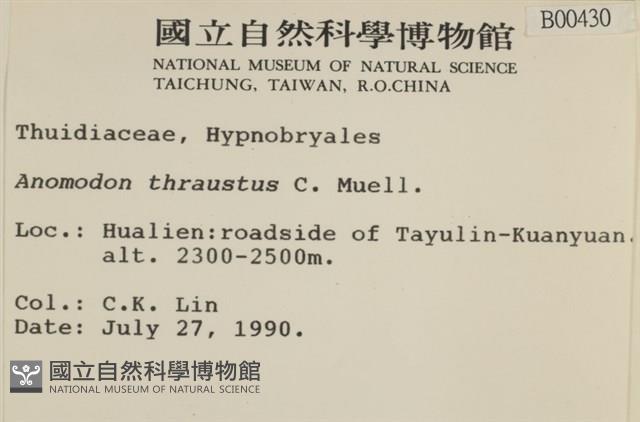 B00430
國立自然科學博物館
NATIONAL MUSEUM OF NATURAL SCIENCE
TAICHUNG, TAIWAN, R.O.CHINA
Thuidiaceae, Hypnobryales
Anomodon thraustus C. Muell.
Loc.: Hualien:roadside of Tayulin-Kuanyuan.
alt. 2300-2500m.
Col.: C.K. Lin
Date: July 27, 1990.
國立自然科學博物館
NATIONAL MUSEUM OF NATURAL SCIENCE